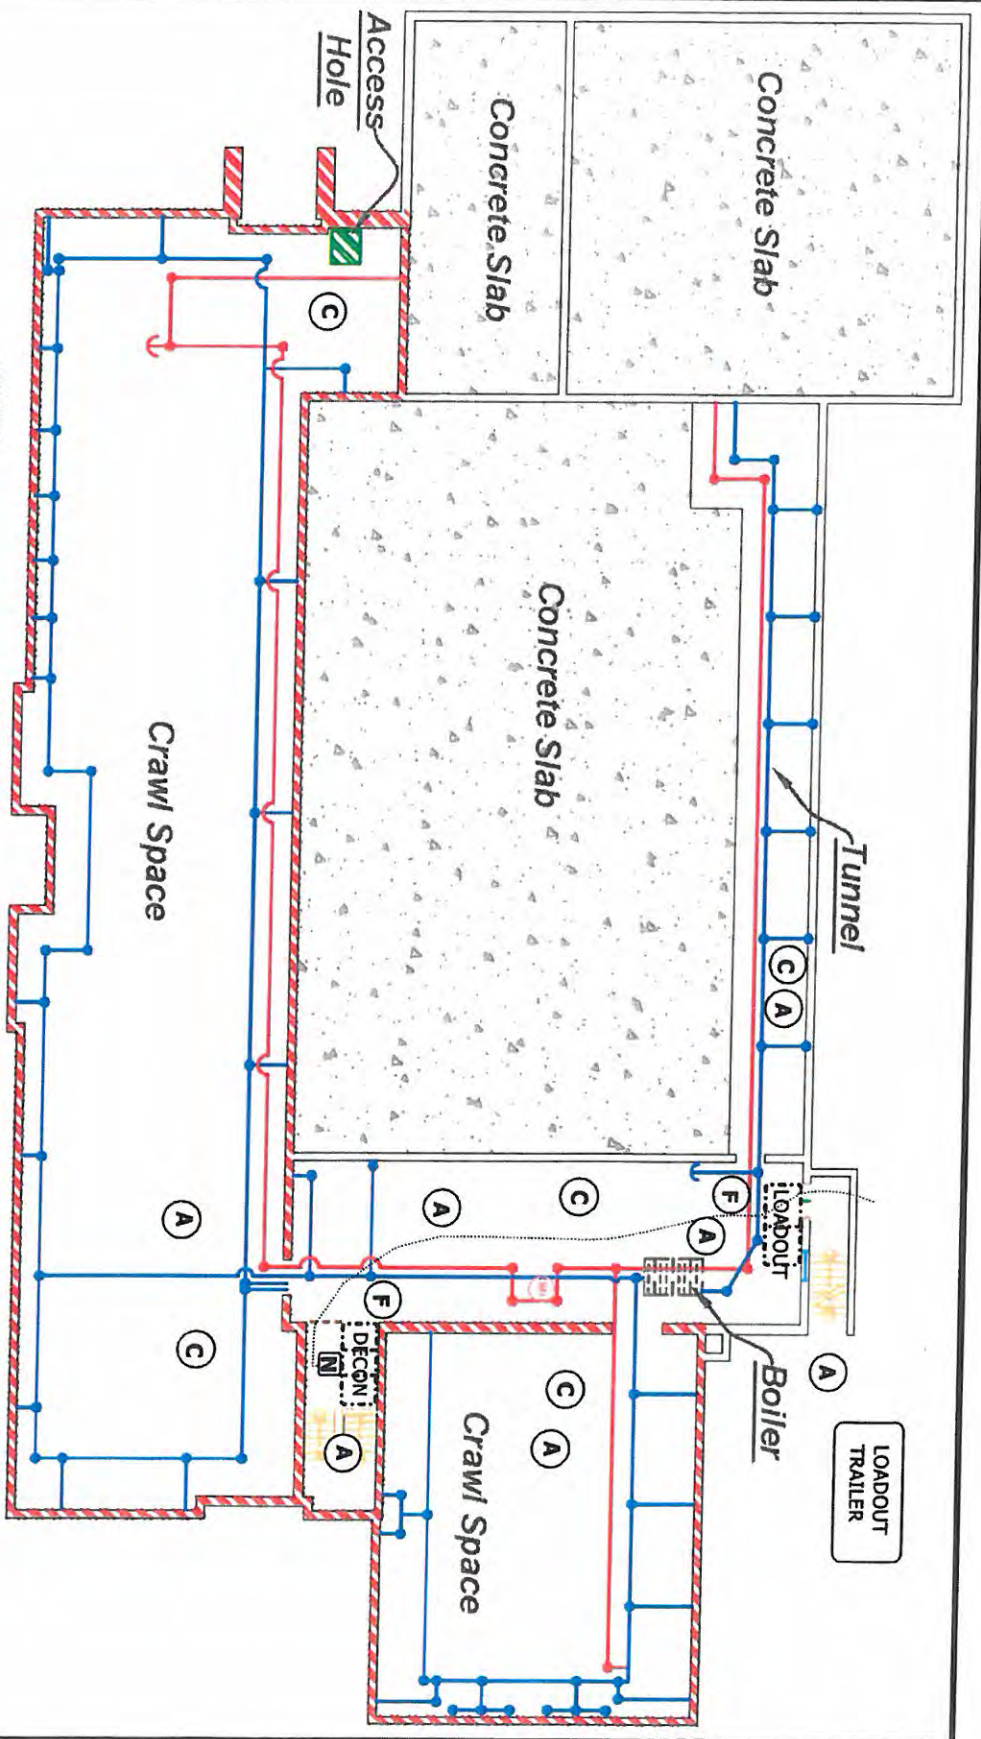 Access
Hole
Concrete Slab
Concrete Slab
Concrete Slab
Tunnel
C
C
A
Crawl Space
A
C
A
C
F
A
LOADOUT
F
DECON
N
A
C
A
Crawl Space
Boiler
A
LOADOUT
TRAILER